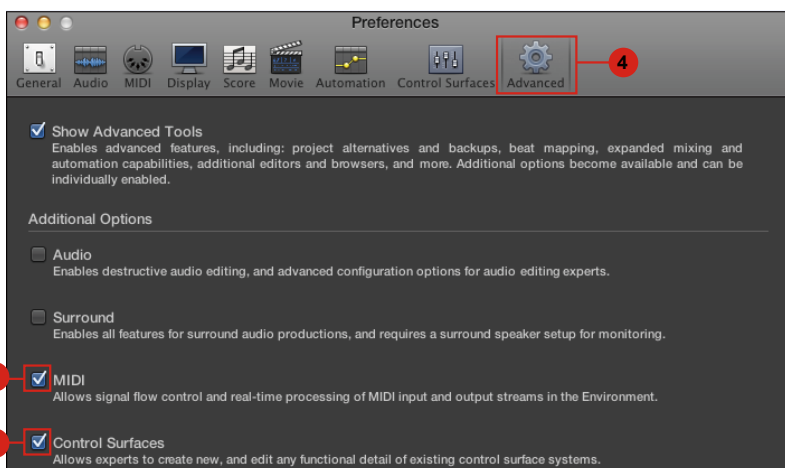 Preferences
General Audio MIDI Display Score Movie Automation Control Surfaces Advanced
4
Show Advanced Tools
Enables advanced features, including: project alternatives and backups, beat mapping, expanded mixing and
automation capabilities, additional editors and browsers, and more. Additional options become available and can be
individually enabled.
Additional Options
Audio
Enables destructive audio editing, and advanced configuration options for audio editing experts.
Surround
Enables all features for surround audio productions, and requires a surround speaker setup for monitoring.
MIDI
Allows signal flow control and real-time processing of MIDI input and output streams in the Environment.
Control Surfaces
Allows experts to create new, and edit any functional detail of existing control surface systems.